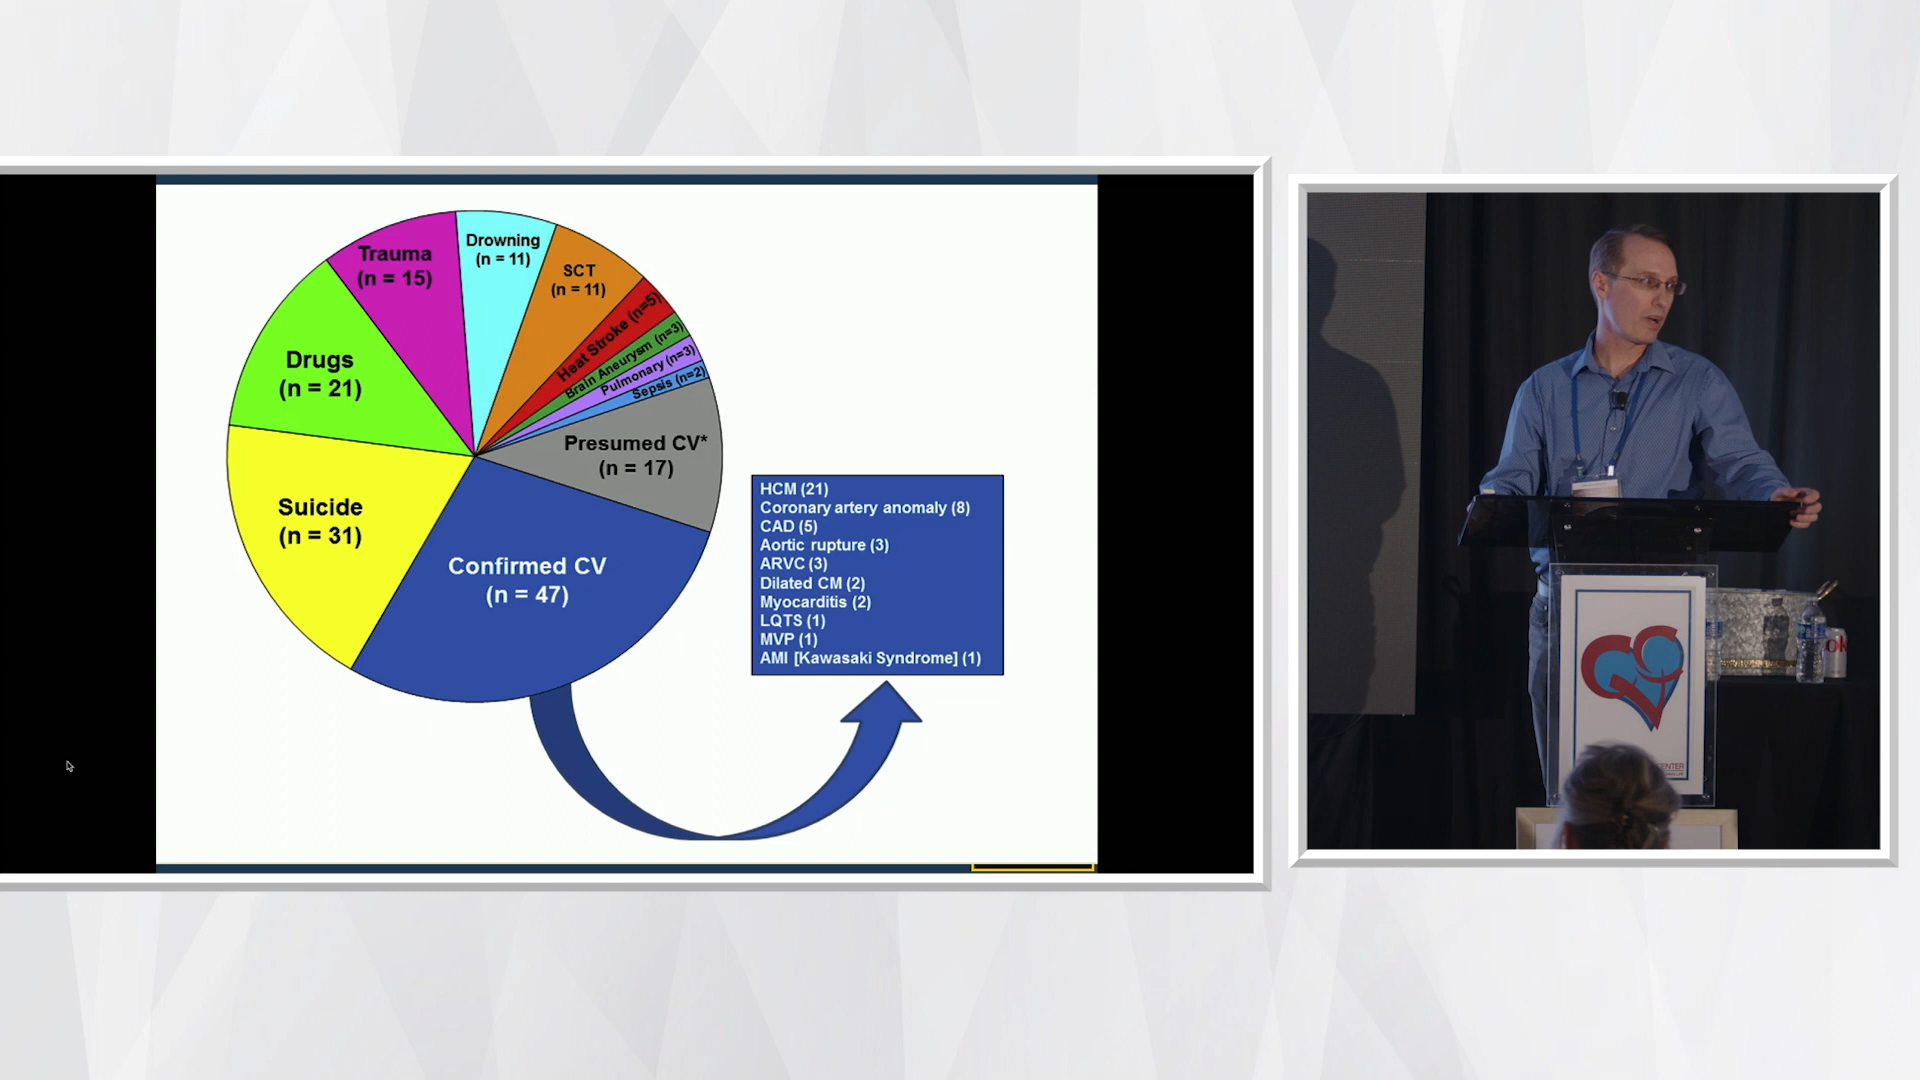 Trauma
(n = 15)
Drowning
(n = 11)
SCT
(n = 11)
Heat Stroke (n=5)
Brain Aneurysm (n=3)
Pulmonary (n=3)
Sepsis (n=2)
Drugs
(n = 21)
Presumed CV*
(n = 17)
Suicide
(n = 31)
Confirmed CV
(n = 47)
HCM (21)
Coronary artery anomaly (8)
CAD (5)
Aortic rupture (3)
ARVC (3)
Dilated CM (2)
Myocarditis (2)
LQTS (1)
MVP (1)
AMI [Kawasaki Syndrome] (1)
CENTER